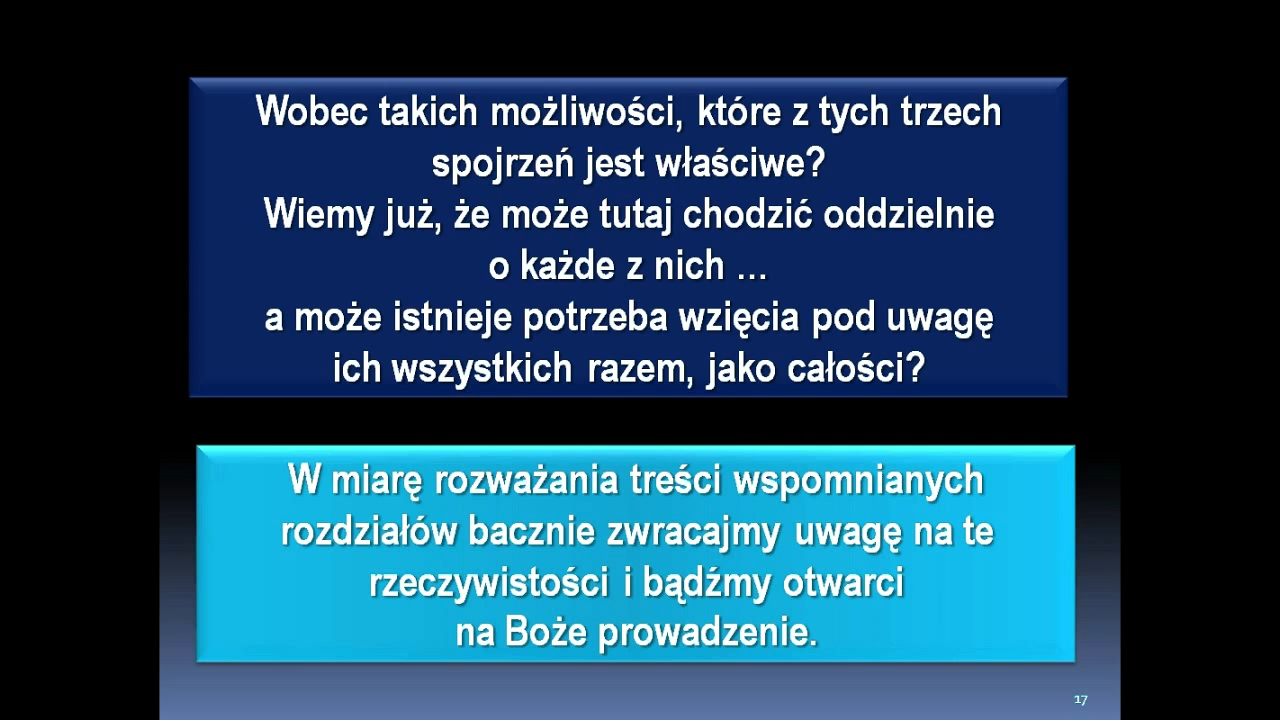 Wobec takich możliwości, które z tych trzech
spojrzeń jest właściwe?
Wiemy już, że może tutaj chodzić oddzielnie
o każde z nich ...
a może istnieje potrzeba wzięcia pod uwagę
ich wszystkich razem, jako całości?
W miarę rozważania treści wspomnianych
rozdziałów bacznie zwracajmy uwagę na te
rzeczywistości i bądźmy otwarci
na Boże prowadzenie.
17